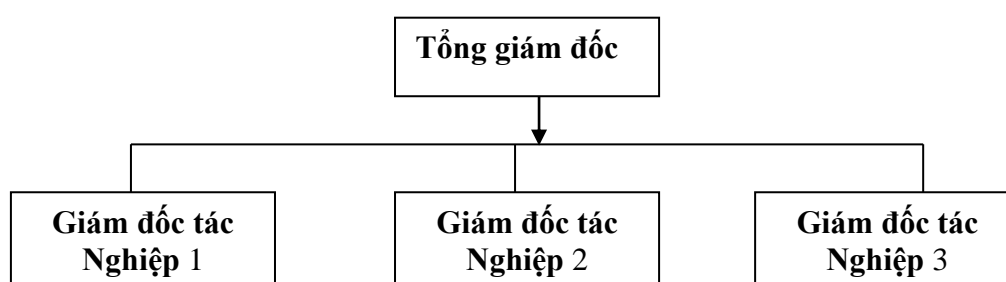 Tổng giám đốc
Giám đốc tác
Nghiệp 1
Giám đốc tác
Nghiệp 2
Giám đốc tác
Nghiệp 3